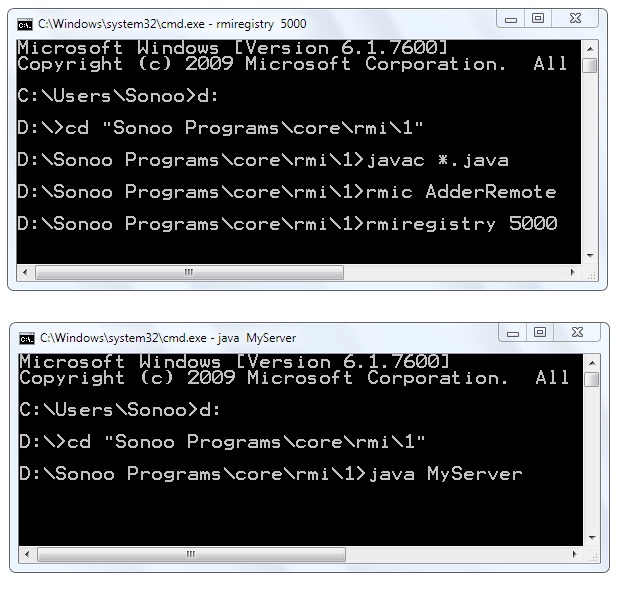 C:\Windows\system32\cmd.exe - rmiregistry  5000
Microsoft Windows [Version 6.1.7600]
Copyright (c) 2009 Microsoft Corporation.  All
C:\Users\Sonoo>d:
D:\>cd "Sonoo Programs\core\rmi\1"
D:\Sonoo Programs\core\rmi\1>javac *.java
D:\Sonoo Programs\core\rmi\1>rmic AdderRemote
D:\Sonoo Programs\core\rmi\1>rmiregistry 5000
C:\Windows\system32\cmd.exe - java  MyServer
Microsoft Windows [Version 6.1.7600]
Copyright (c) 2009 Microsoft Corporation.  All
C:\Users\Sonoo>d:
D:\>cd "Sonoo Programs\core\rmi\1"
D:\Sonoo Programs\core\rmi\1>java MyServer